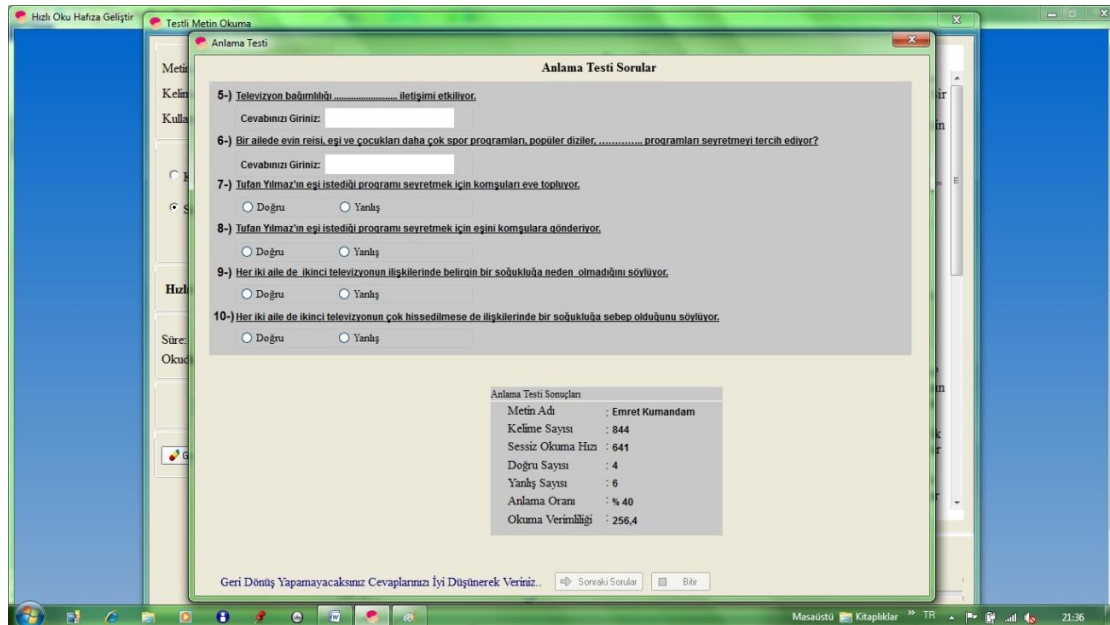 Hızlı Oku Hafıza Geliştir
Testli Metin Okuma
Anlama Testi
Anlama Testi Sorular
5-) Televizyon bağımlılığı ........................ iletişimi etkiliyor.
Cevabınızı Giriniz:
6-) Bir ailede evin reisi, eşi ve çocukları daha çok spor programları, popüler diziler, ………….. programları seyretmeyi tercih ediyor?
Cevabınızı Giriniz:
7-) Tufan Yılmaz'ın eşi istediği programı seyretmek için komşuları eve topluyor.
Doğru Yanlış
8-) Tufan Yılmaz'ın eşi istediği programı seyretmek için eşini komşulara gönderiyor.
Doğru Yanlış
9-) Her iki aile de ikinci televizyonun ilişkilerinde belirgin bir soğukluğa neden olmadığını söylüyor.
Doğru Yanlış
10-) Her iki aile de ikinci televizyonun çok hissedilmese de ilişkilerinde bir soğukluğa sebep olduğunu söylüyor.
Doğru Yanlış
Süre:
Anlama Testi Sonuçları
Metin Adı : Emret Kumandam
Kelime Sayısı : 844
Sessiz Okuma Hızı : 641
Doğru Sayısı : 4
Yanlış Sayısı : 6
Anlama Oranı : % 40
Okuma Verimliliği : 256,4
Geri Dönüş Yapamayacaksınız Cevaplarınızı İyi Düşünerek Veriniz.. Sonraki Sorular Bitir
Masaüstü Kitaplıklar » TR 21:36